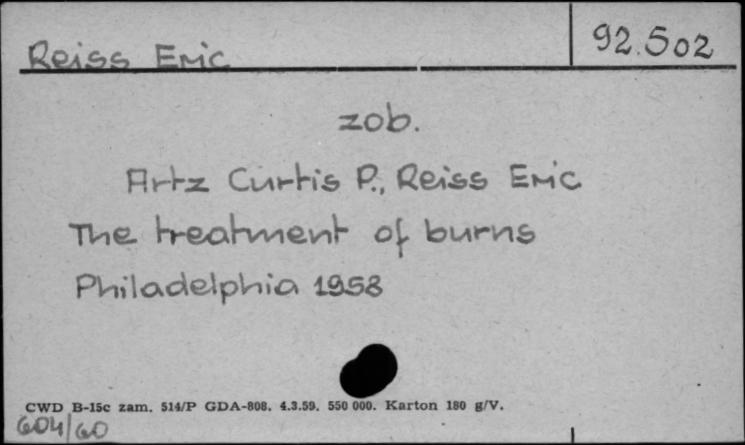 Reiss Eric 92.502
zob.
Artz Curtis P., Reiss Eric
The treatment of burns
Philadelphia 1958
CWD B-15c zam. 514/P GDA-808. 4.3.59. 550 000. Karton 180 g/V.
604/60